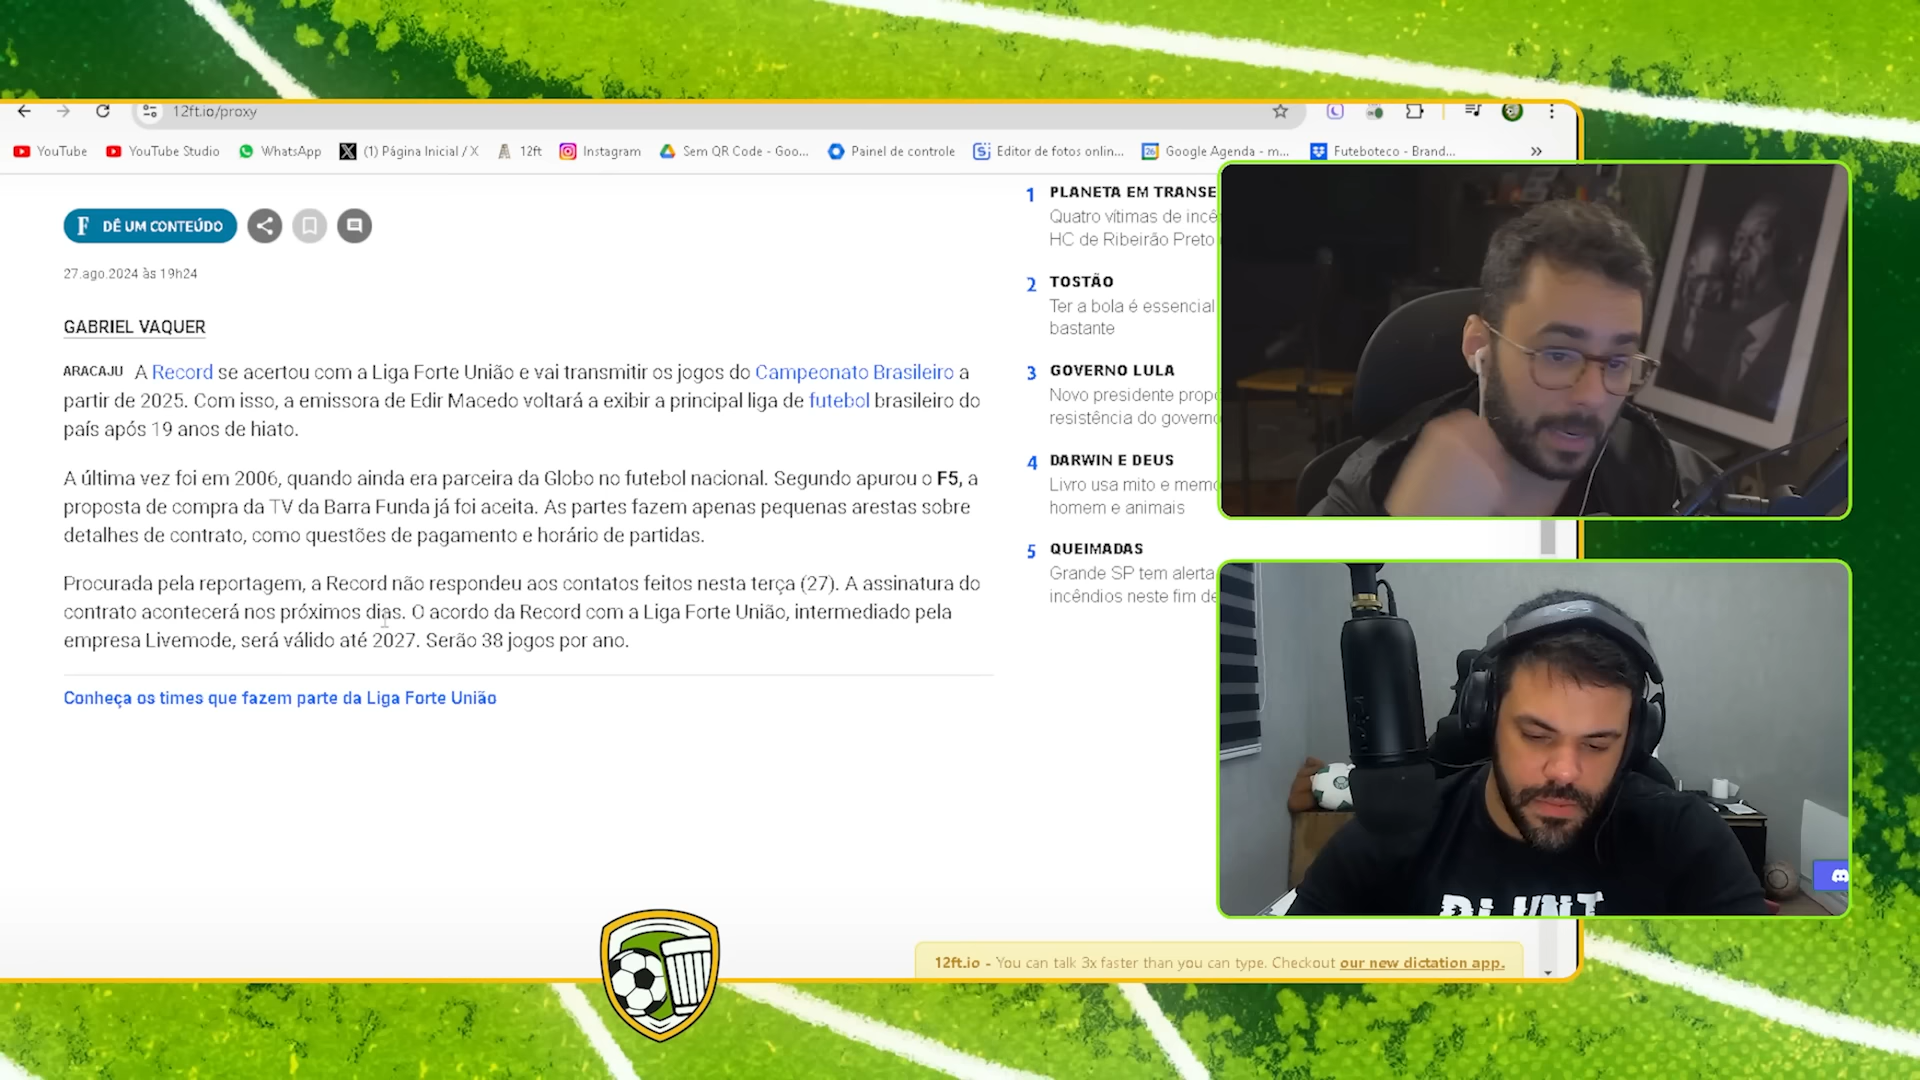 12ft.io/proxy
YouTube YouTube Studio WhatsApp (1) Página Inicial / X 12ft Instagram Sem QR Code - Goo... Painel de controle Editor de fotos onlin... Google Agenda - m... Futeboteco - Brand...
F DÊ UM CONTEÚDO
27.ago.2024 às 19h24
GABRIEL VAQUER
ARACAJU A Record se acertou com a Liga Forte União e vai transmitir os jogos do Campeonato Brasileiro a
partir de 2025. Com isso, a emissora de Edir Macedo voltará a exibir a principal liga de futebol brasileiro do
país após 19 anos de hiato.
A última vez foi em 2006, quando ainda era parceira da Globo no futebol nacional. Segundo apurou o F5, a
proposta de compra da TV da Barra Funda já foi aceita. As partes fazem apenas pequenas arestas sobre
detalhes de contrato, como questões de pagamento e horário de partidas.
Procurada pela reportagem, a Record não respondeu aos contatos feitos nesta terça (27). A assinatura do
contrato acontecerá nos próximos dias. O acordo da Record com a Liga Forte União, intermediado pela
empresa Livemode, será válido até 2027. Serão 38 jogos por ano.
Conheça os times que fazem parte da Liga Forte União
1 PLANETA EM TRANSE
Quatro vítimas de incê
HC de Ribeirão Preto
2 TOSTÃO
Ter a bola é essencial
bastante
3 GOVERNO LULA
Novo presidente propõ
resistência do governo
4 DARWIN E DEUS
Livro usa mito e memó
homem e animais
5 QUEIMADAS
Grande SP tem alerta
incêndios neste fim de
12ft.io - You can talk 3x faster than you can type. Checkout our new dictation app.